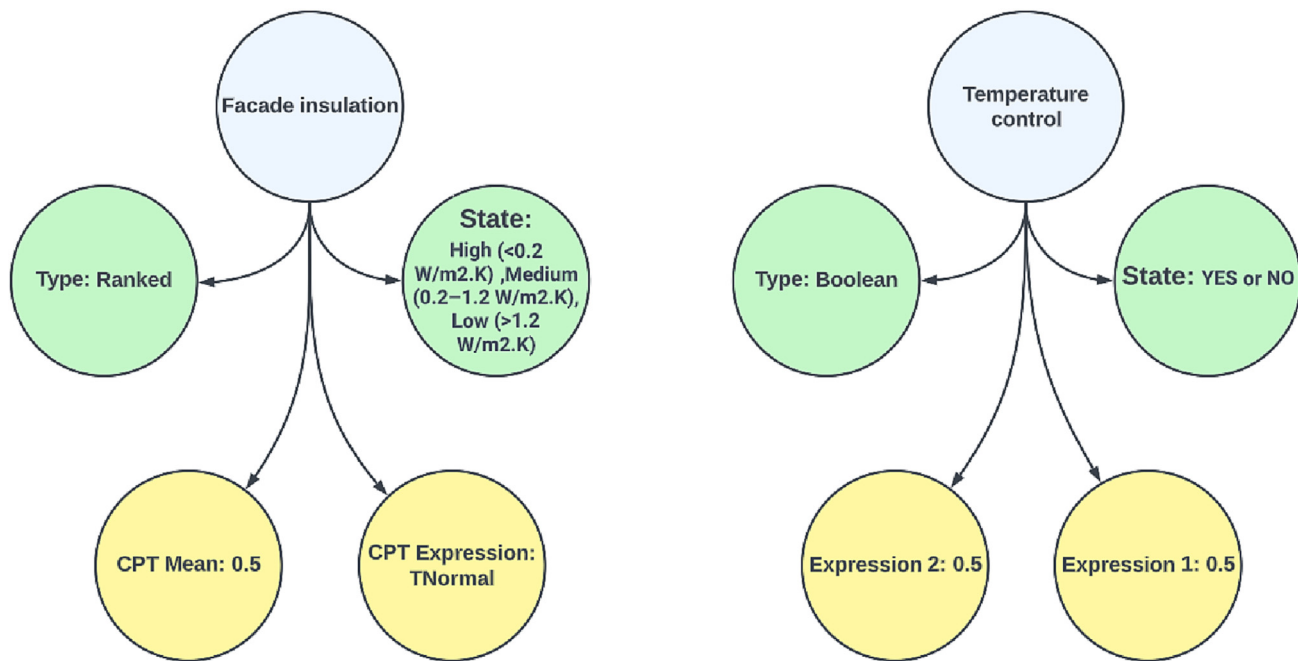 Facade insulation
Type: Ranked
State:
High (<0.2
W/m2.K) ,Medium
(0.2–1.2 W/m2.K),
Low (>1.2
W/m2.K)
CPT Mean: 0.5
CPT Expression:
TNormal
Temperature
control
Type: Boolean
State: YES or NO
Expression 2: 0.5
Expression 1: 0.5